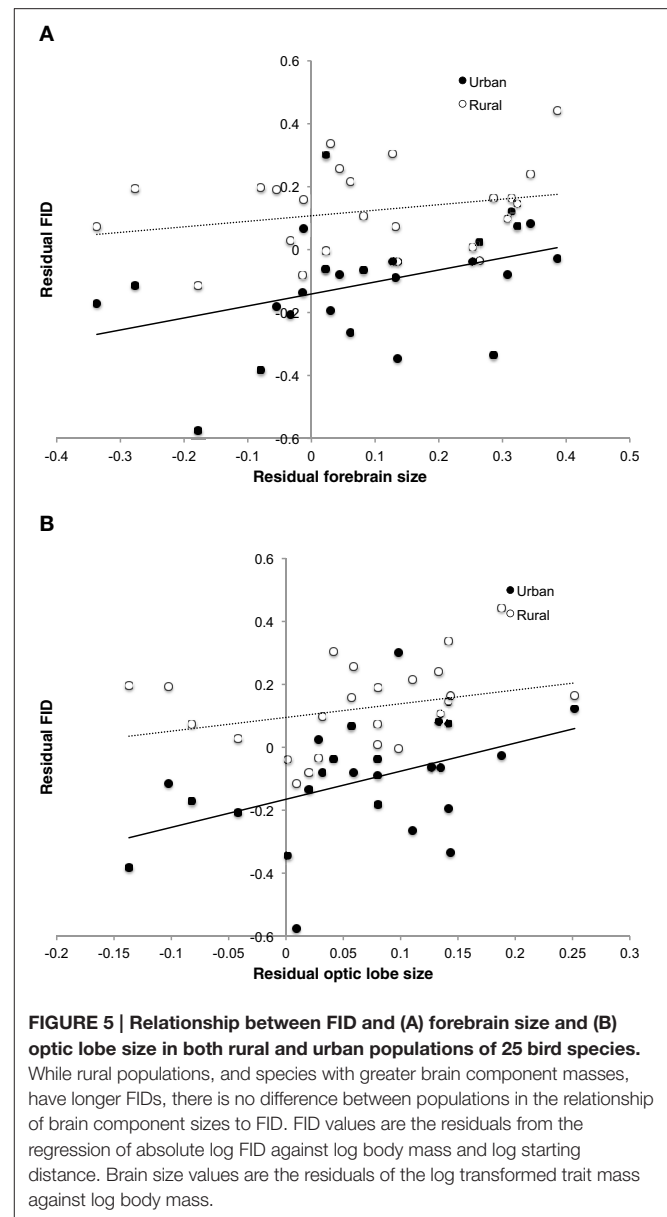 A
0.6
Urban
Rural
0.4
0.2
0
-0.2
-0.4
-0.6
Residual FID
-0.4
-0.3
-0.2
-0.1
0
0.1
0.2
0.3
0.4
0.5
Residual forebrain size
B
0.6
Urban
Rural
0.4
0.2
0
-0.2
-0.4
-0.6
Residual FID
-0.2
-0.15
-0.1
-0.05
0
0.05
0.1
0.15
0.2
0.25
0.3
Residual optic lobe size
FIGURE 5 | Relationship between FID and (A) forebrain size and (B)
optic lobe size in both rural and urban populations of 25 bird species.
While rural populations, and species with greater brain component masses,
have longer FIDs, there is no difference between populations in the relationship
of brain component sizes to FID. FID values are the residuals from the
regression of absolute log FID against log body mass and log starting
distance. Brain size values are the residuals of the log transformed trait mass
against log body mass.